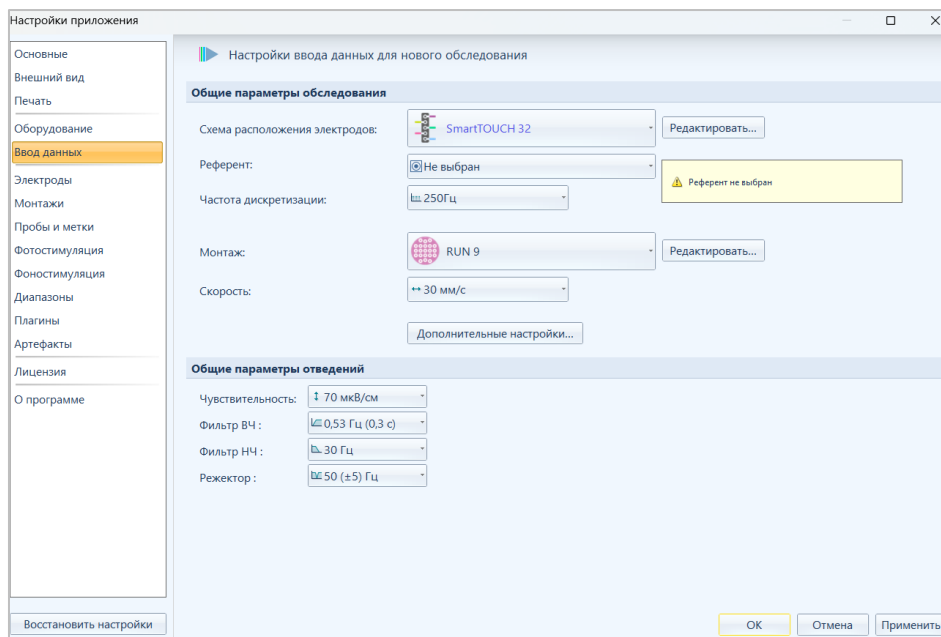 Настройки приложения
Основные
Внешний вид
Печать
Оборудование
Ввод данных
Электроды
Монтажи
Пробы и метки
Фотостимуляция
Фоностимуляция
Диапазоны
Плагины
Артефакты
Лицензия
О программе
Восстановить настройки
Настройки ввода данных для нового обследования
Общие параметры обследования
Схема расположения электродов: SmartTOUCH 32 Редактировать...
Референт: Не выбран
Референт не выбран
Частота дискретизации: 250Гц
Монтаж: RUN 9 Редактировать...
Скорость: 30 мм/с
Дополнительные настройки...
Общие параметры отведений
Чувствительность: 70 мкВ/см
Фильтр ВЧ : 0,53 Гц (0,3 с)
Фильтр НЧ : 30 Гц
Режектор : 50 (±5) Гц
ОК Отмена Применить